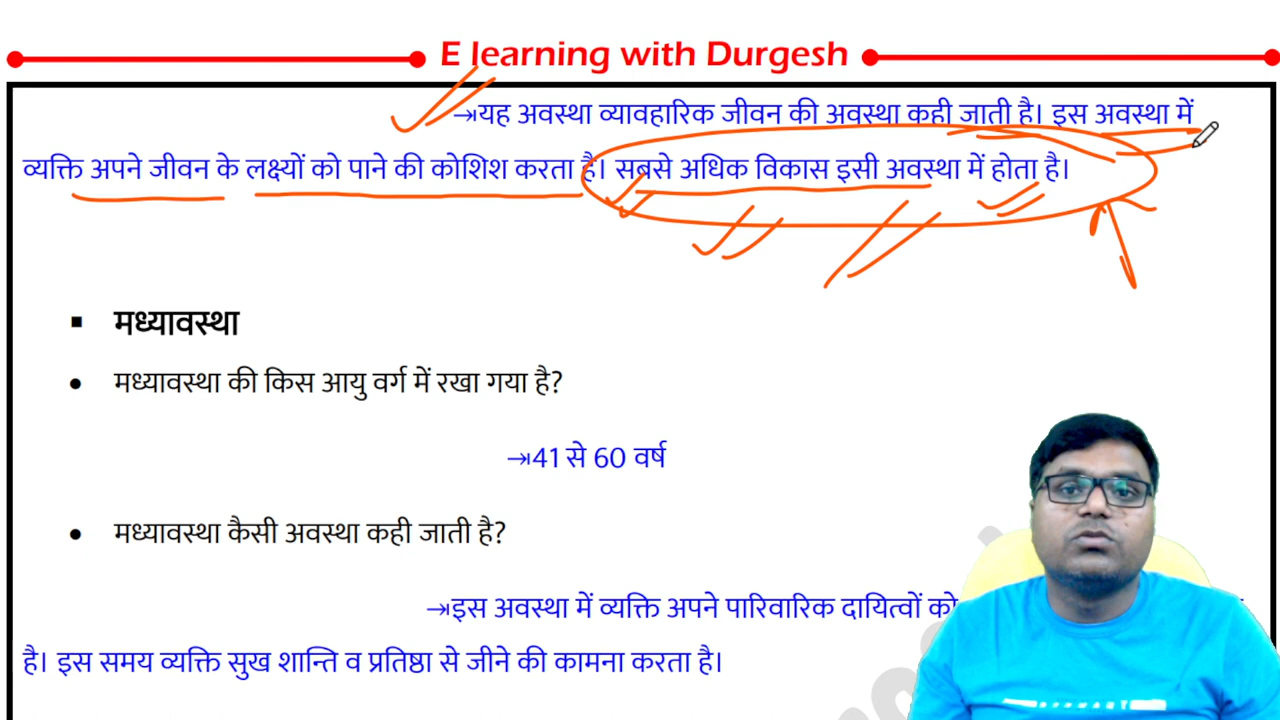 E learning with Durgesh
→यह अवस्था व्यावहारिक जीवन की अवस्था कही जाती है। इस अवस्था में
व्यक्ति अपने जीवन के लक्ष्यों को पाने की कोशिश करता है। सबसे अधिक विकास इसी अवस्था में होता है।
▪ मध्यावस्था
• मध्यावस्था की किस आयु वर्ग में रखा गया है?
→41 से 60 वर्ष
• मध्यावस्था कैसी अवस्था कही जाती है?
→इस अवस्था में व्यक्ति अपने पारिवारिक दायित्वों को
है। इस समय व्यक्ति सुख शान्ति व प्रतिष्ठा से जीने की कामना करता है।